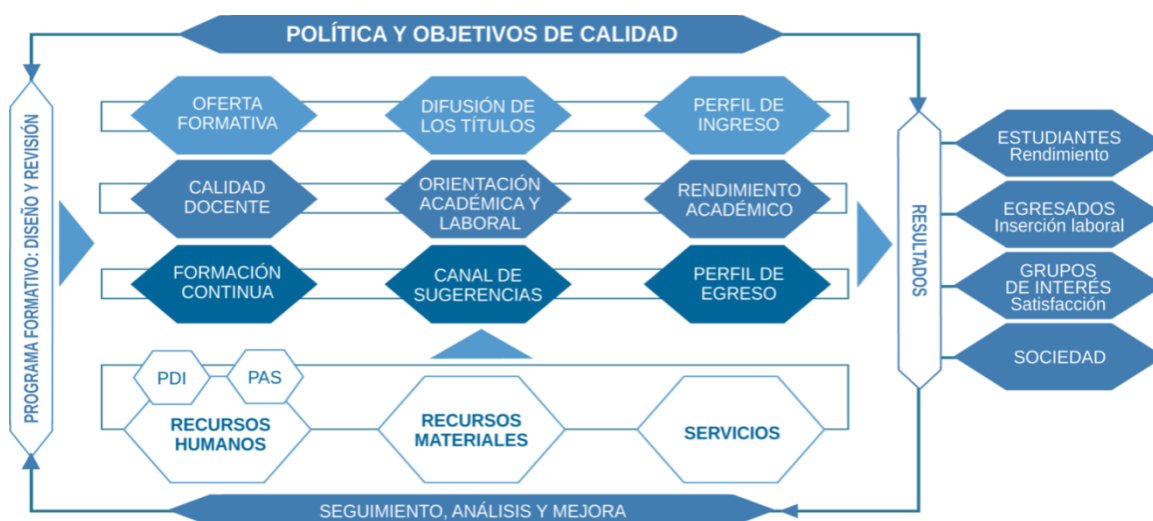 POLÍTICA Y OBJETIVOS DE CALIDAD
PROGRAMA FORMATIVO: DISEÑO Y REVISIÓN
OFERTA
FORMATIVA
DIFUSIÓN DE
LOS TÍTULOS
PERFIL DE
INGRESO
CALIDAD
DOCENTE
ORIENTACIÓN
ACADÉMICA Y
LABORAL
RENDIMIENTO
ACADÉMICO
FORMACIÓN
CONTINUA
CANAL DE
SUGERENCIAS
PERFIL DE
EGRESO
PDI
PAS
RECURSOS
HUMANOS
RECURSOS
MATERIALES
SERVICIOS
RESULTADOS
ESTUDIANTES
Rendimiento
EGRESADOS
Inserción laboral
GRUPOS
DE INTERÉS
Satisfacción
SOCIEDAD
SEGUIMIENTO, ANÁLISIS Y MEJORA